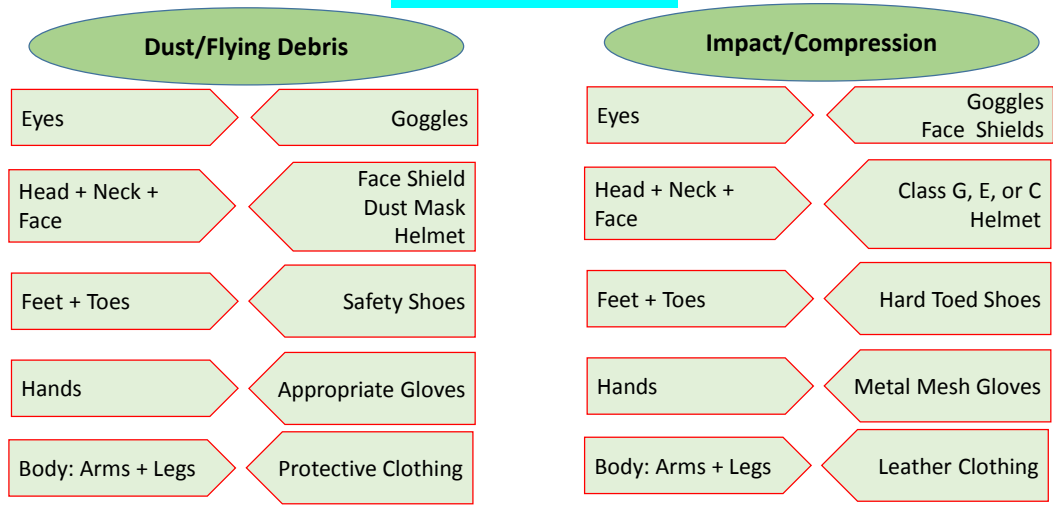 Dust/Flying Debris
Eyes
Goggles
Head + Neck +
Face
Face Shield
Dust Mask
Helmet
Feet + Toes
Safety Shoes
Hands
Appropriate Gloves
Body: Arms + Legs
Protective Clothing
Impact/Compression
Eyes
Goggles
Face Shields
Head + Neck +
Face
Class G, E, or C
Helmet
Feet + Toes
Hard Toed Shoes
Hands
Metal Mesh Gloves
Body: Arms + Legs
Leather Clothing